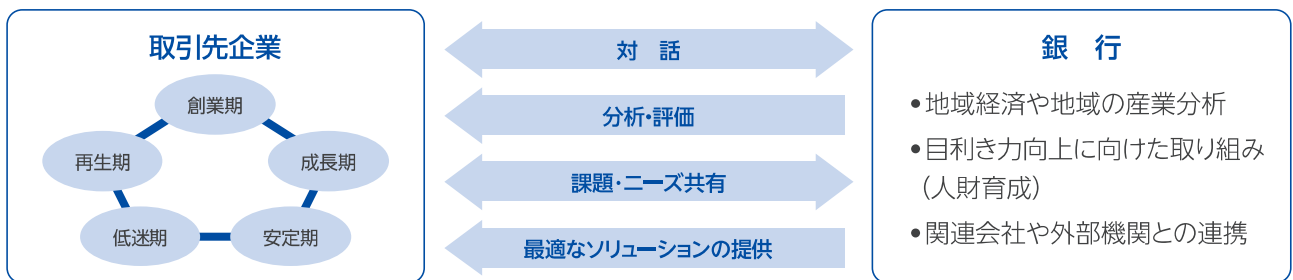 取引先企業
創業期
再生期
成長期
低迷期
安定期
対 話
分析・評価
課題・ニーズ共有
最適なソリューションの提供
銀 行
•地域経済や地域の産業分析
•目利き力向上に向けた取り組み
（人財育成）
•関連会社や外部機関との連携